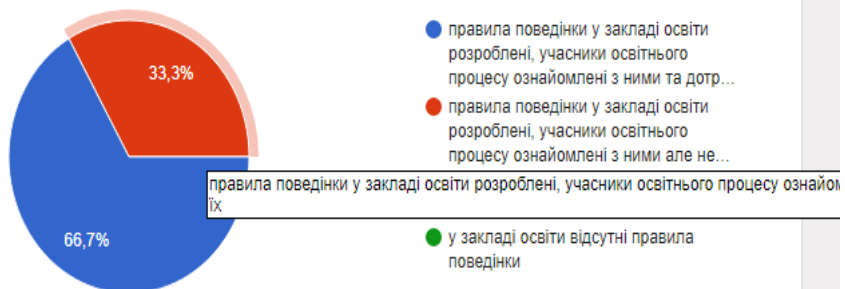 33,3%
66,7%
правила поведінки у закладі освіти
розроблені, учасники освітнього
процесу ознайомлені з ними та дотр…
правила поведінки у закладі освіти
розроблені, учасники освітнього
процесу ознайомлені з ними але не…
правила поведінки у закладі освіти розроблені, учасники освітнього процесу ознайом
їх
у закладі освіти відсутні правила
поведінки